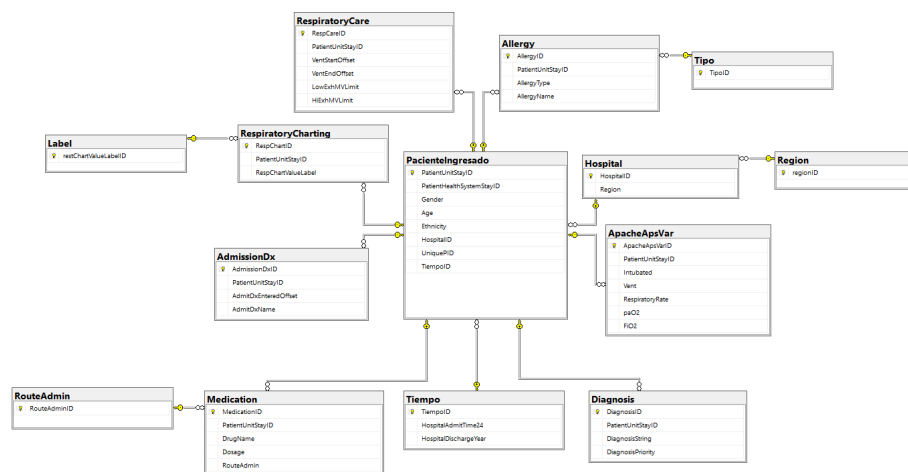 RespiratoryCare
RespCareID
PatientUnitStayID
VentStartOffset
VentEndOffset
LowExhMVLimit
HiExhMVLimit
Allergy
AllergyID
PatientUnitStayID
AllergyType
AllergyName
Tipo
TipoID
Label
restChartValueLabelID
RespiratoryCharting
RespChartID
PatientUnitStayID
RespChartValueLabel
PacienteIngresado
PatientUnitStayID
PatientHealthSystemStayID
Gender
Age
Ethnicity
HospitalID
UniquePID
TiempoID
Hospital
HospitalID
Region
Region
regionID
AdmissionDx
AdmissionDxID
PatientUnitStayID
AdmitDxEnteredOffset
AdmitDxName
ApacheApsVar
ApacheApsVarID
PatientUnitStayID
Intubated
Vent
RespiratoryRate
paO2
FiO2
RouteAdmin
RouteAdminID
Medication
MedicationID
PatientUnitStayID
DrugName
Dosage
RouteAdmin
Tiempo
TiempoID
HospitalAdmitTime24
HospitalDischargeYear
Diagnosis
DiagnosisID
PatientUnitStayID
DiagnosisString
DiagnosisPriority